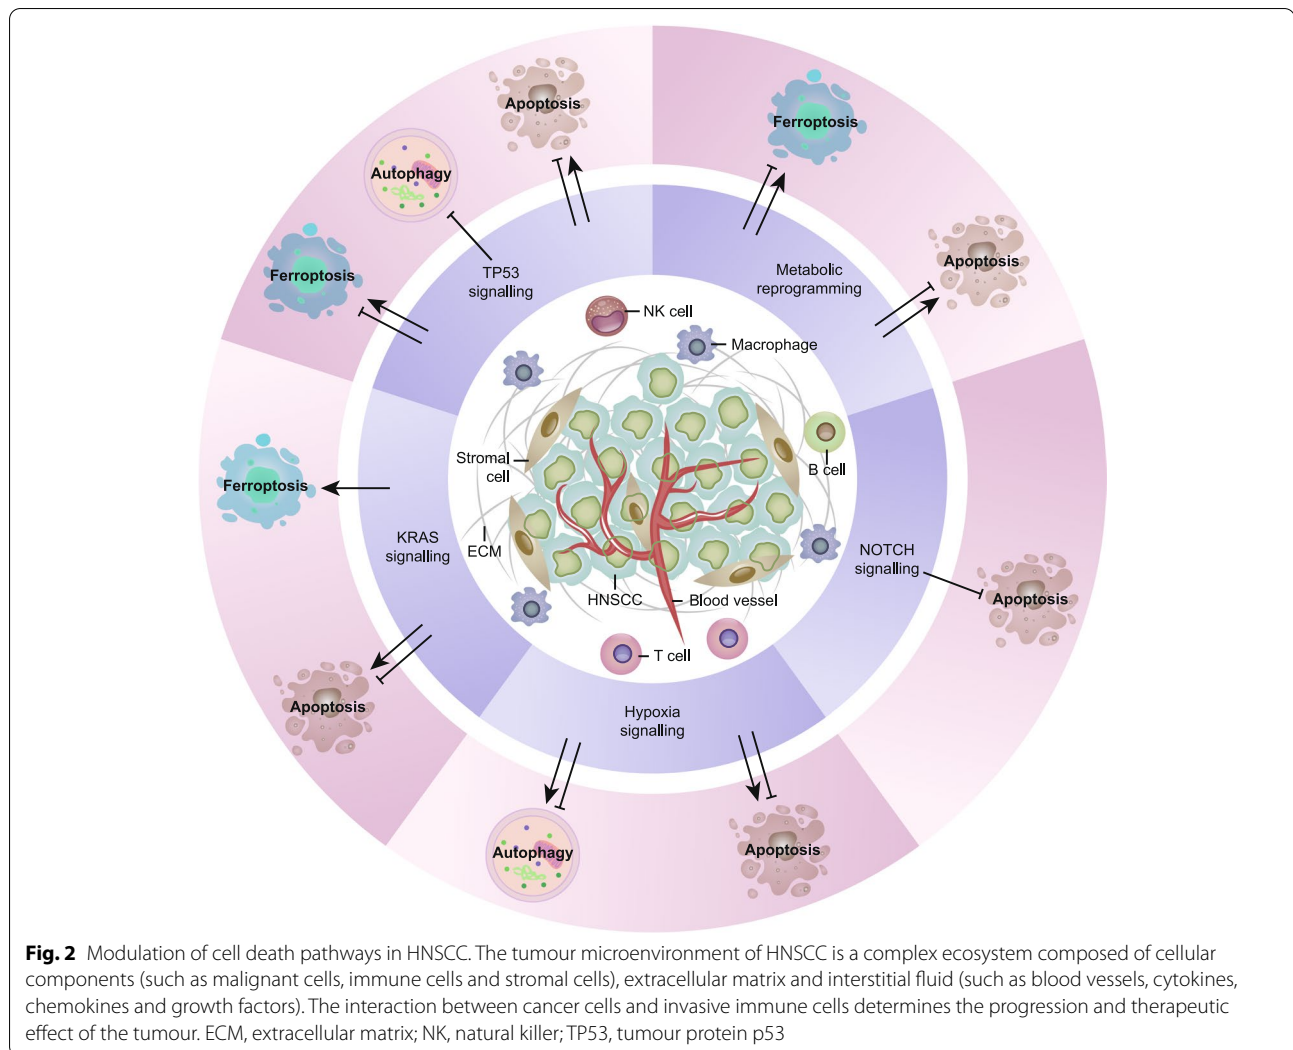 Apoptosis
Ferroptosis
Autophagy
Apoptosis
Ferroptosis
TP53
signalling
Metabolic
reprogramming
NK cell
Macrophage
Stromal
cell
B cell
Ferroptosis
KRAS
signalling
ECM
NOTCH
signalling
HNSCC
Blood vessel
Apoptosis
T cell
Apoptosis
Hypoxia
signalling
Autophagy
Apoptosis
Fig. 2 Modulation of cell death pathways in HNSCC. The tumour microenvironment of HNSCC is a complex ecosystem composed of cellular
components (such as malignant cells, immune cells and stromal cells), extracellular matrix and interstitial fluid (such as blood vessels, cytokines,
chemokines and growth factors). The interaction between cancer cells and invasive immune cells determines the progression and therapeutic
effect of the tumour. ECM, extracellular matrix; NK, natural killer; TP53, tumour protein p53